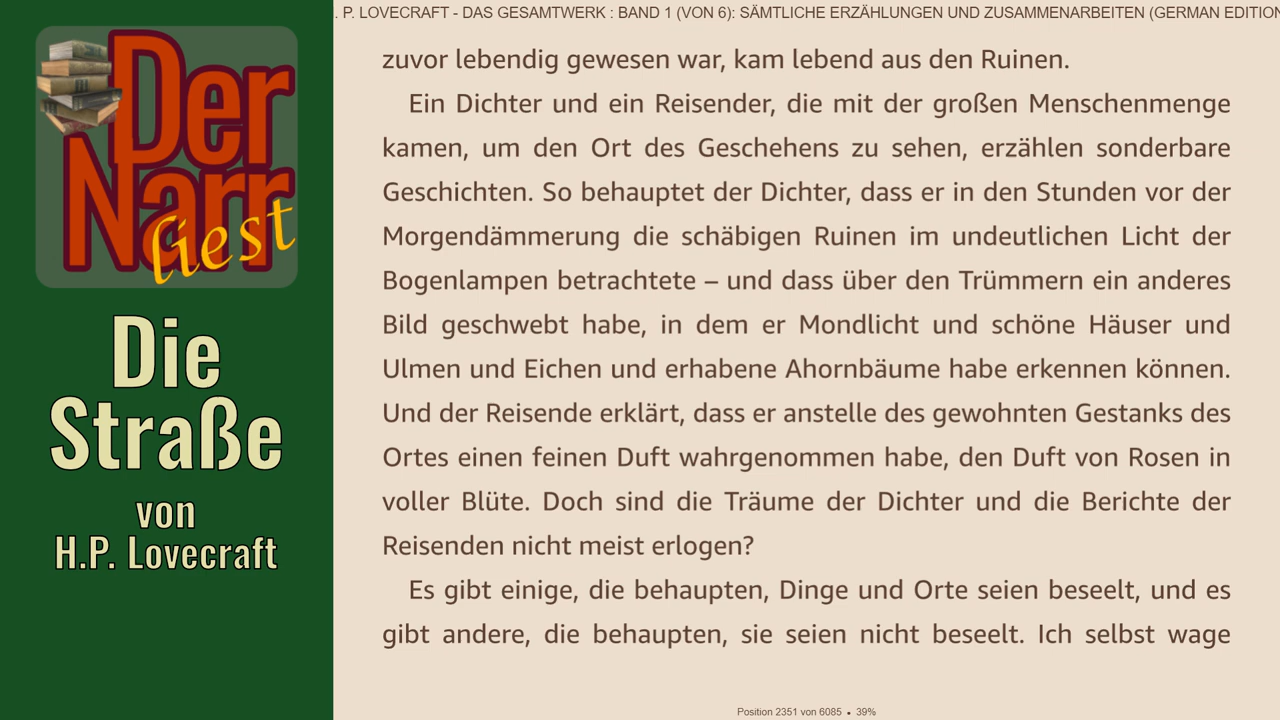 Der
Narr
liest
Die
Straße
von
H.P. Lovecraft
. P. LOVECRAFT - DAS GESAMTWERK : BAND 1 (VON 6): SÄMTLICHE ERZÄHLUNGEN UND ZUSAMMENARBEITEN (GERMAN EDITION
zuvor lebendig gewesen war, kam lebend aus den Ruinen.
Ein Dichter und ein Reisender, die mit der großen Menschenmenge
kamen, um den Ort des Geschehens zu sehen, erzählen sonderbare
Geschichten. So behauptet der Dichter, dass er in den Stunden vor der
Morgendämmerung die schäbigen Ruinen im undeutlichen Licht der
Bogenlampen betrachtete – und dass über den Trümmern ein anderes
Bild geschwebt habe, in dem er Mondlicht und schöne Häuser und
Ulmen und Eichen und erhabene Ahornbäume habe erkennen können.
Und der Reisende erklärt, dass er anstelle des gewohnten Gestanks des
Ortes einen feinen Duft wahrgenommen habe, den Duft von Rosen in
voller Blüte. Doch sind die Träume der Dichter und die Berichte der
Reisenden nicht meist erlogen?
Es gibt einige, die behaupten, Dinge und Orte seien beseelt, und es
gibt andere, die behaupten, sie seien nicht beseelt. Ich selbst wage
Position 2351 von 6085 • 39%